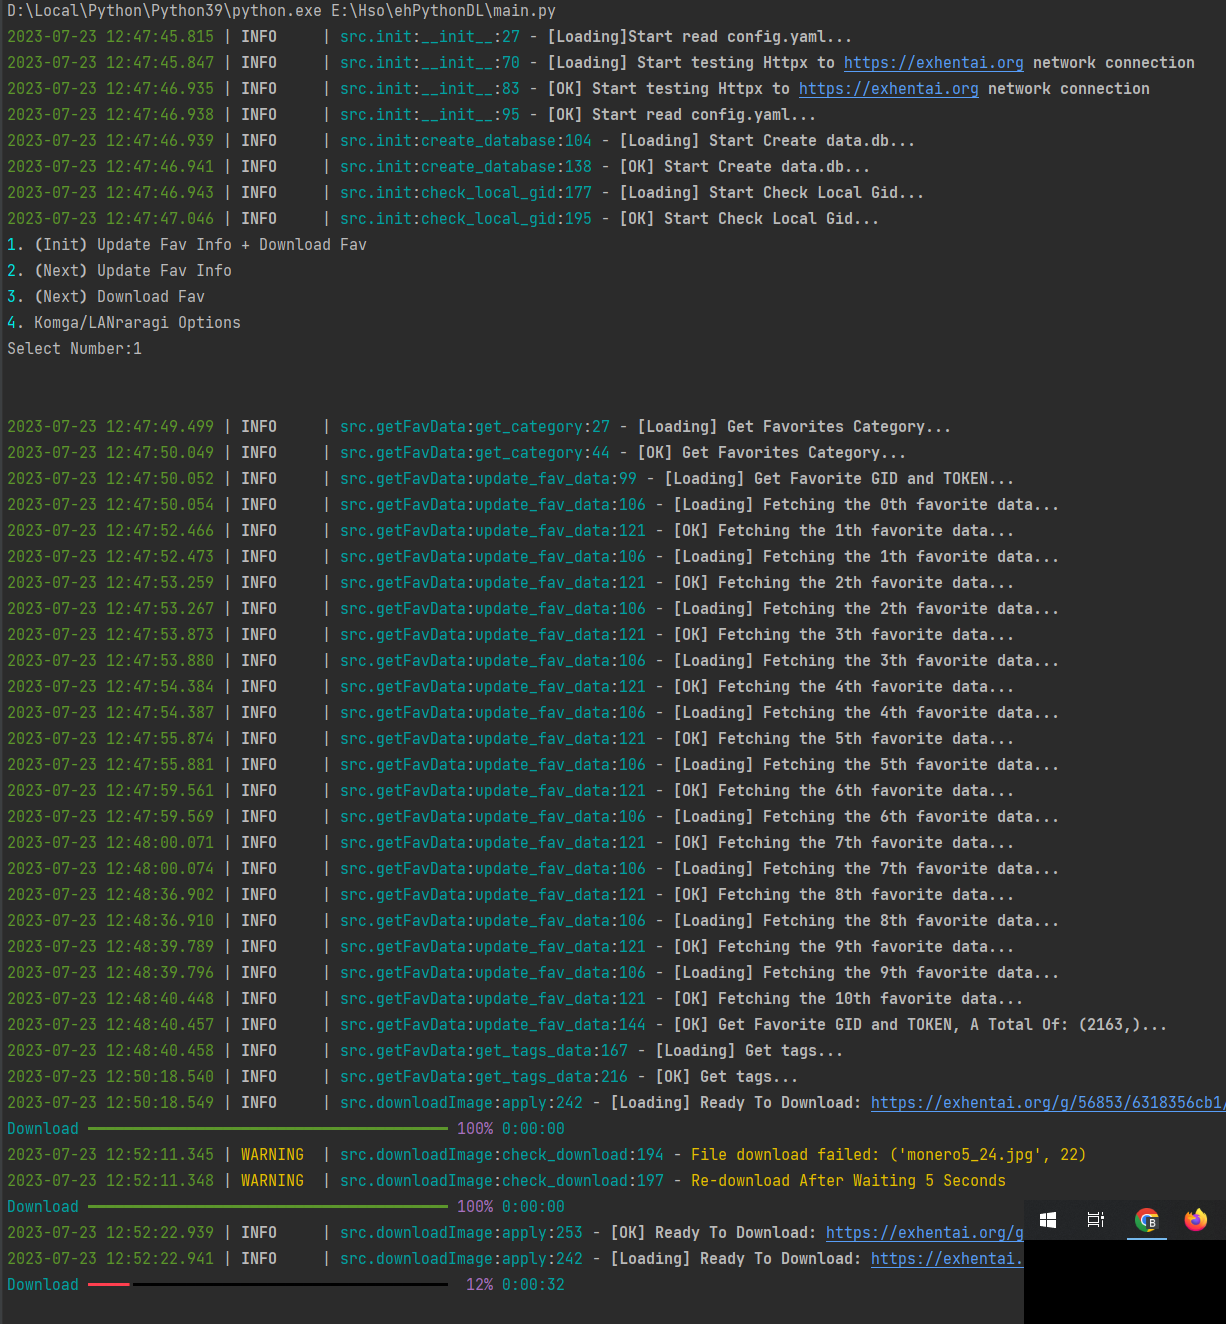 D:\Local\Python\Python39\python.exe E:\Hso\ehPythonDL\main.py
2023-07-23 12:47:45.815 | INFO     | src.init:__init__:27 - [Loading]Start read config.yaml...
2023-07-23 12:47:45.847 | INFO     | src.init:__init__:70 - [Loading] Start testing Httpx to https://exhentai.org network connection
2023-07-23 12:47:46.935 | INFO     | src.init:__init__:83 - [OK] Start testing Httpx to https://exhentai.org network connection
2023-07-23 12:47:46.938 | INFO     | src.init:__init__:95 - [OK] Start read config.yaml...
2023-07-23 12:47:46.939 | INFO     | src.init:create_database:104 - [Loading] Start Create data.db...
2023-07-23 12:47:46.941 | INFO     | src.init:create_database:138 - [OK] Start Create data.db...
2023-07-23 12:47:46.943 | INFO     | src.init:check_local_gid:177 - [Loading] Start Check Local Gid...
2023-07-23 12:47:47.046 | INFO     | src.init:check_local_gid:195 - [OK] Start Check Local Gid...
1. (Init) Update Fav Info + Download Fav
2. (Next) Update Fav Info
3. (Next) Download Fav
4. Komga/LANraragi Options
Select Number:1
2023-07-23 12:47:49.499 | INFO     | src.getFavData:get_category:27 - [Loading] Get Favorites Category...
2023-07-23 12:47:50.049 | INFO     | src.getFavData:get_category:44 - [OK] Get Favorites Category...
2023-07-23 12:47:50.052 | INFO     | src.getFavData:update_fav_data:99 - [Loading] Get Favorite GID and TOKEN...
2023-07-23 12:47:50.054 | INFO     | src.getFavData:update_fav_data:106 - [Loading] Fetching the 0th favorite data...
2023-07-23 12:47:52.466 | INFO     | src.getFavData:update_fav_data:121 - [OK] Fetching the 1th favorite data...
2023-07-23 12:47:52.473 | INFO     | src.getFavData:update_fav_data:106 - [Loading] Fetching the 1th favorite data...
2023-07-23 12:47:53.259 | INFO     | src.getFavData:update_fav_data:121 - [OK] Fetching the 2th favorite data...
2023-07-23 12:47:53.267 | INFO     | src.getFavData:update_fav_data:106 - [Loading] Fetching the 2th favorite data...
2023-07-23 12:47:53.873 | INFO     | src.getFavData:update_fav_data:121 - [OK] Fetching the 3th favorite data...
2023-07-23 12:47:53.880 | INFO     | src.getFavData:update_fav_data:106 - [Loading] Fetching the 3th favorite data...
2023-07-23 12:47:54.384 | INFO     | src.getFavData:update_fav_data:121 - [OK] Fetching the 4th favorite data...
2023-07-23 12:47:54.387 | INFO     | src.getFavData:update_fav_data:106 - [Loading] Fetching the 4th favorite data...
2023-07-23 12:47:55.874 | INFO     | src.getFavData:update_fav_data:121 - [OK] Fetching the 5th favorite data...
2023-07-23 12:47:55.881 | INFO     | src.getFavData:update_fav_data:106 - [Loading] Fetching the 5th favorite data...
2023-07-23 12:47:59.561 | INFO     | src.getFavData:update_fav_data:121 - [OK] Fetching the 6th favorite data...
2023-07-23 12:47:59.569 | INFO     | src.getFavData:update_fav_data:106 - [Loading] Fetching the 6th favorite data...
2023-07-23 12:48:00.071 | INFO     | src.getFavData:update_fav_data:121 - [OK] Fetching the 7th favorite data...
2023-07-23 12:48:00.074 | INFO     | src.getFavData:update_fav_data:106 - [Loading] Fetching the 7th favorite data...
2023-07-23 12:48:36.902 | INFO     | src.getFavData:update_fav_data:121 - [OK] Fetching the 8th favorite data...
2023-07-23 12:48:36.910 | INFO     | src.getFavData:update_fav_data:106 - [Loading] Fetching the 8th favorite data...
2023-07-23 12:48:39.789 | INFO     | src.getFavData:update_fav_data:121 - [OK] Fetching the 9th favorite data...
2023-07-23 12:48:39.796 | INFO     | src.getFavData:update_fav_data:106 - [Loading] Fetching the 9th favorite data...
2023-07-23 12:48:40.448 | INFO     | src.getFavData:update_fav_data:121 - [OK] Fetching the 10th favorite data...
2023-07-23 12:48:40.457 | INFO     | src.getFavData:update_fav_data:144 - [OK] Get Favorite GID and TOKEN, A Total Of: (2163,)...
2023-07-23 12:48:40.458 | INFO     | src.getFavData:get_tags_data:167 - [Loading] Get tags...
2023-07-23 12:50:18.540 | INFO     | src.getFavData:get_tags_data:216 - [OK] Get tags...
2023-07-23 12:50:18.549 | INFO     | src.downloadImage:apply:242 - [Loading] Ready To Download: https://exhentai.org/g/56853/6318356cb1/
Download 100% 0:00:00
2023-07-23 12:52:11.345 | WARNING  | src.downloadImage:check_download:194 - File download failed: ('monero5_24.jpg', 22)
2023-07-23 12:52:11.348 | WARNING  | src.downloadImage:check_download:197 - Re-download After Waiting 5 Seconds
Download 100% 0:00:00
2023-07-23 12:52:22.939 | INFO     | src.downloadImage:apply:253 - [OK] Ready To Download: https://exhentai.org/g
2023-07-23 12:52:22.941 | INFO     | src.downloadImage:apply:242 - [Loading] Ready To Download: https://exhentai.
Download 12% 0:00:32